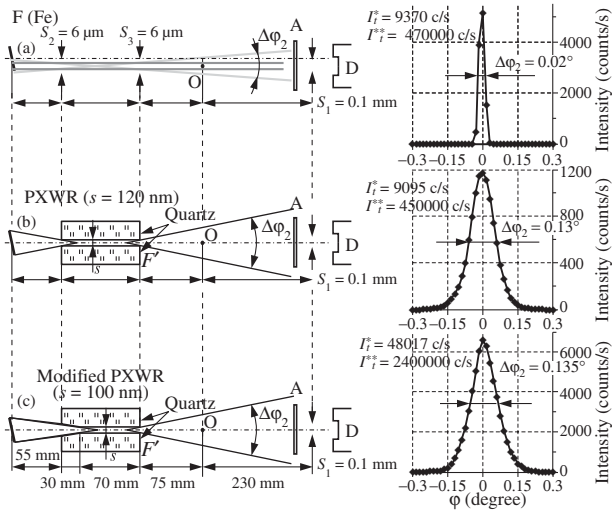 F (Fe)
S₂ = 6 μm
S₃ = 6 μm
A
(a)
Δφ₂
O
D
S₁ = 0.1 mm
I*ₜ = 9370 c/s
I**ₜ = 470000 c/s
Δφ₂ = 0.02°
4000
2000
0
Intensity (counts/s)
−0.3 −0.15 0 0.15 0.3
PXWR (s = 120 nm)
Quartz
A
(b)
Δφ₂
O
s
F′
D
S₁ = 0.1 mm
I*ₜ = 9095 c/s
I**ₜ = 450000 c/s
Δφ₂ = 0.13°
1200
800
400
0
Intensity (counts/s)
−0.3 −0.15 0 0.15 0.3
Modified PXWR
(s = 100 nm)
Quartz
A
(c)
Δφ₂
O
s
F′
D
S₁ = 0.1 mm
55 mm
30 mm 70 mm 75 mm 230 mm
I*ₜ = 48017 c/s
I**ₜ = 2400000 c/s
Δφ₂ = 0.135°
6000
4000
2000
0
Intensity (counts/s)
−0.3 −0.15 0 0.15 0.3
φ (degree)